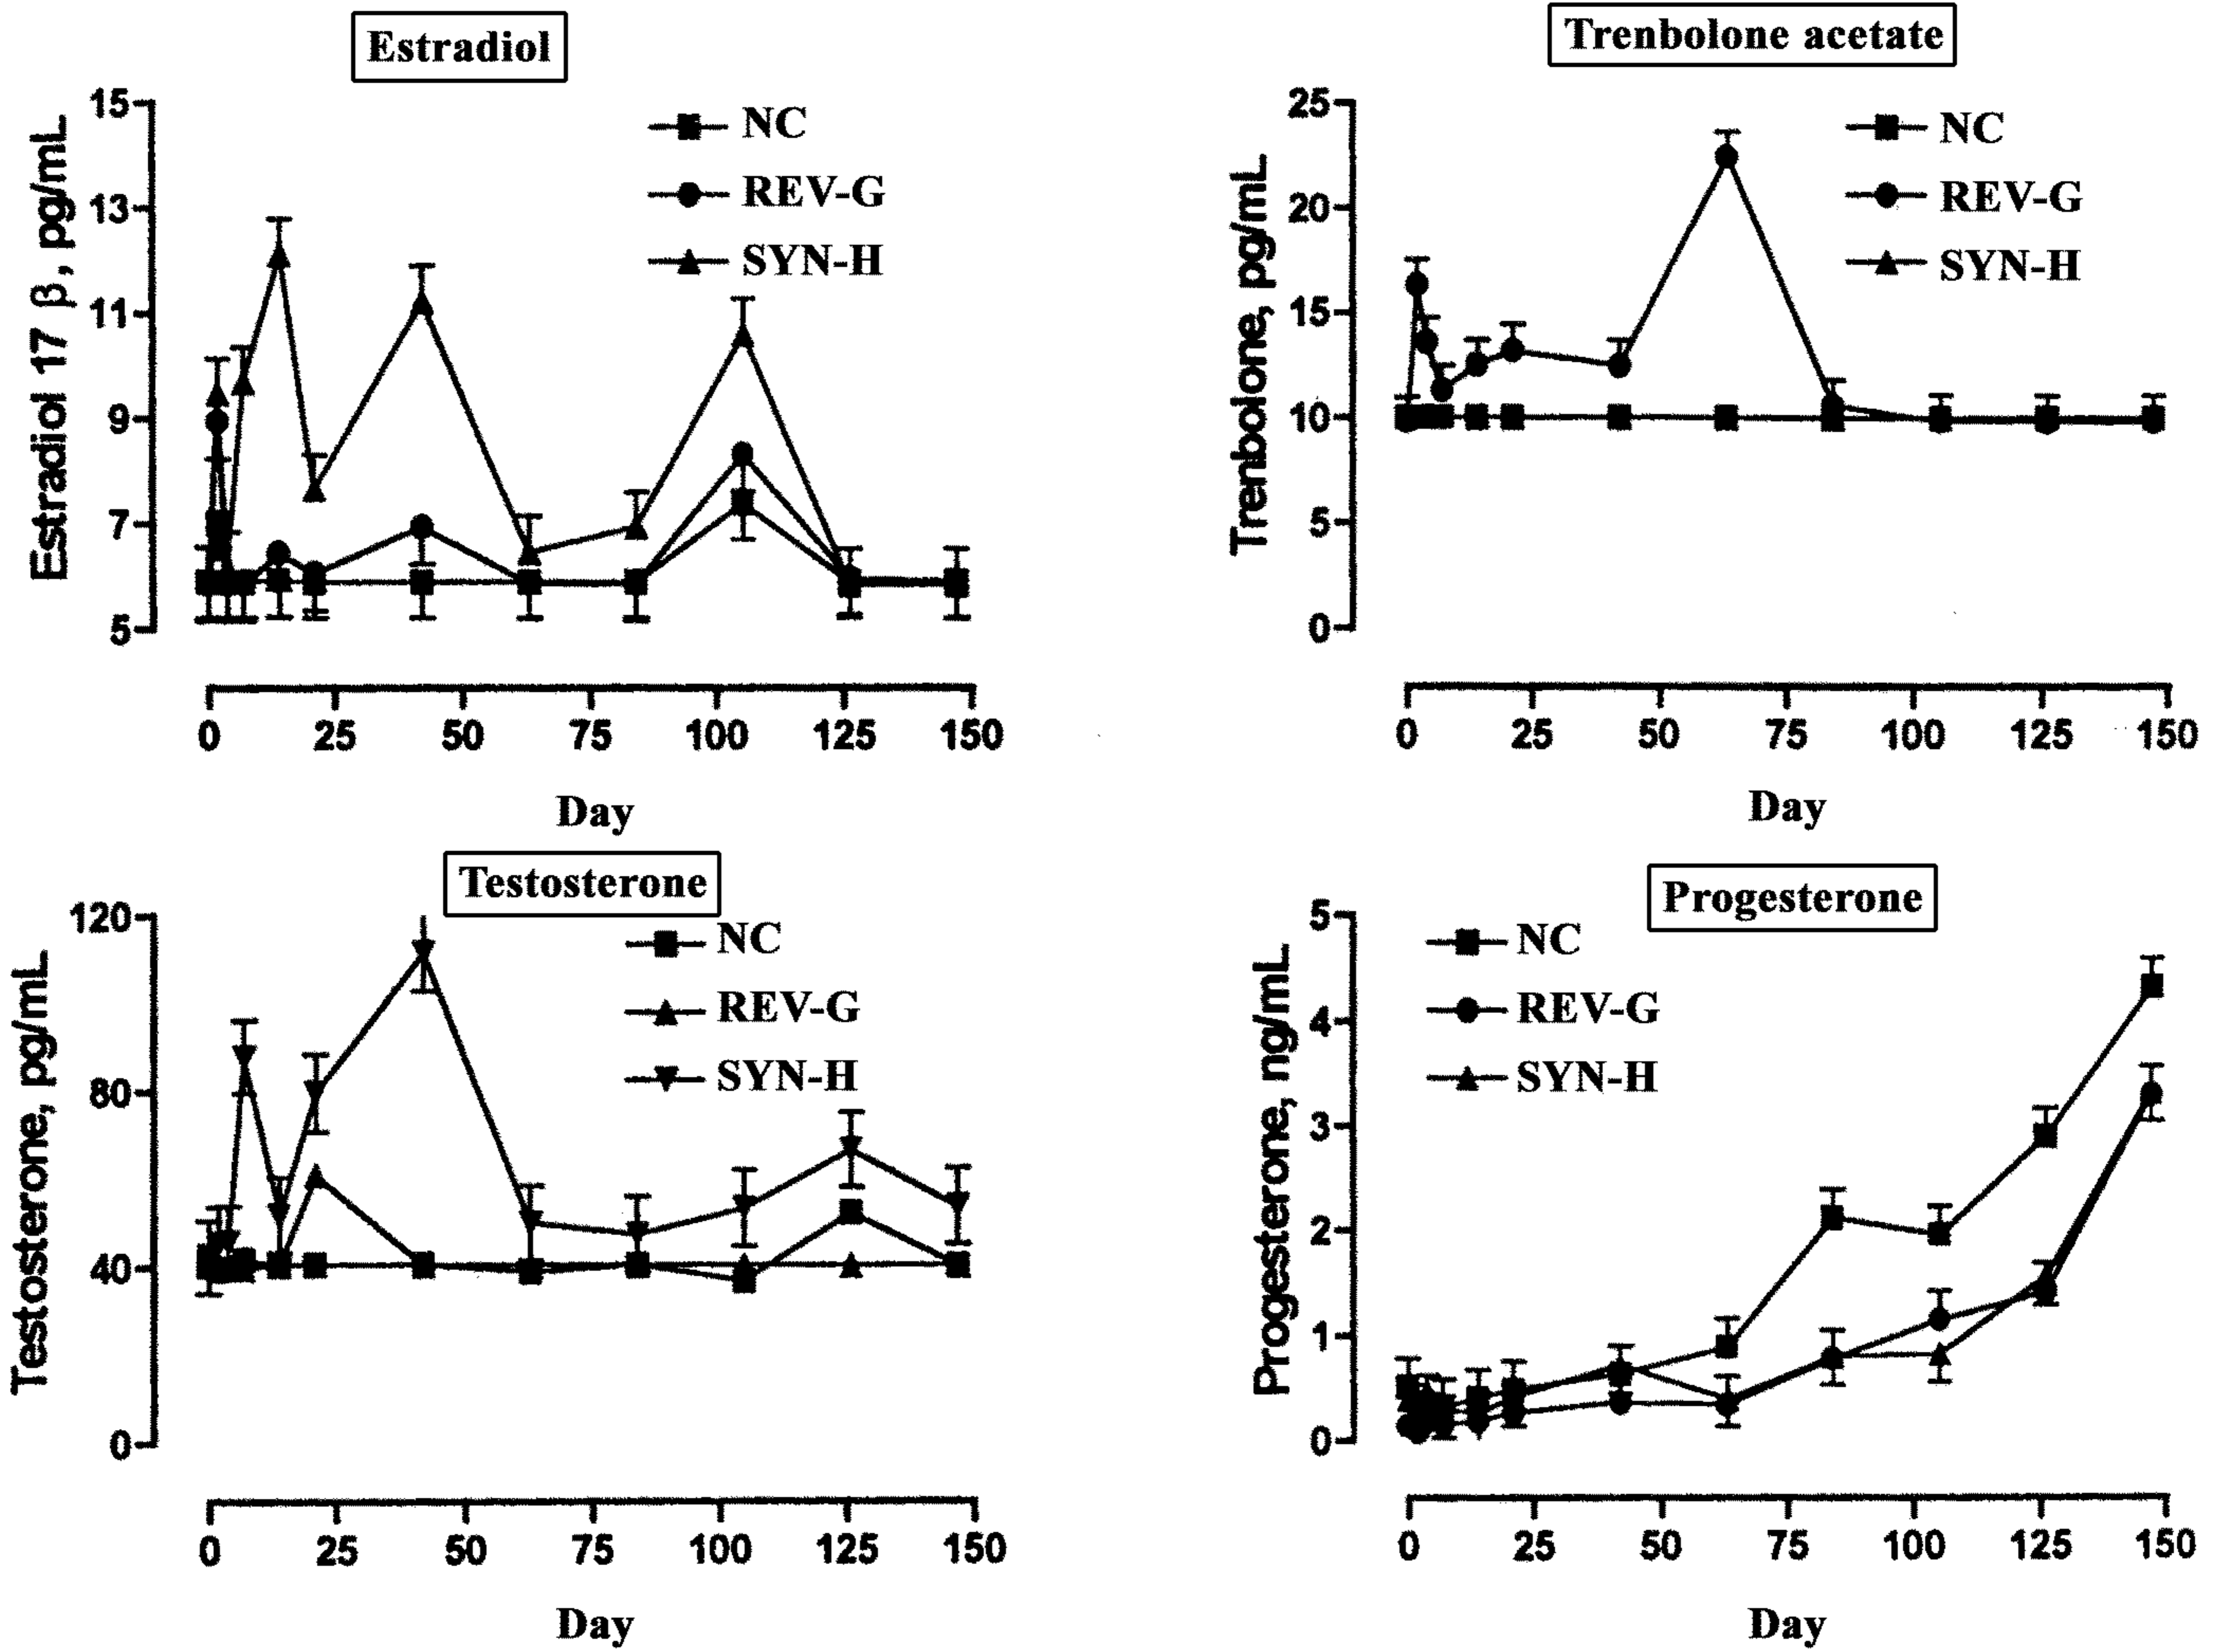 Estradiol
Estradiol 17 β, pg/mL
15
13
11
9
7
5
NC
REV-G
SYN-H
0 25 50 75 100 125 150
Day
Trenbolone acetate
Trenbolone, pg/mL
25
20
15
10
5
0
NC
REV-G
SYN-H
0 25 50 75 100 125 150
Day
Testosterone
Testosterone, pg/mL
120
80
40
0
NC
REV-G
SYN-H
0 25 50 75 100 125 150
Day
Progesterone
Progesterone, ng/mL
5
4
3
2
1
0
NC
REV-G
SYN-H
0 25 50 75 100 125 150
Day